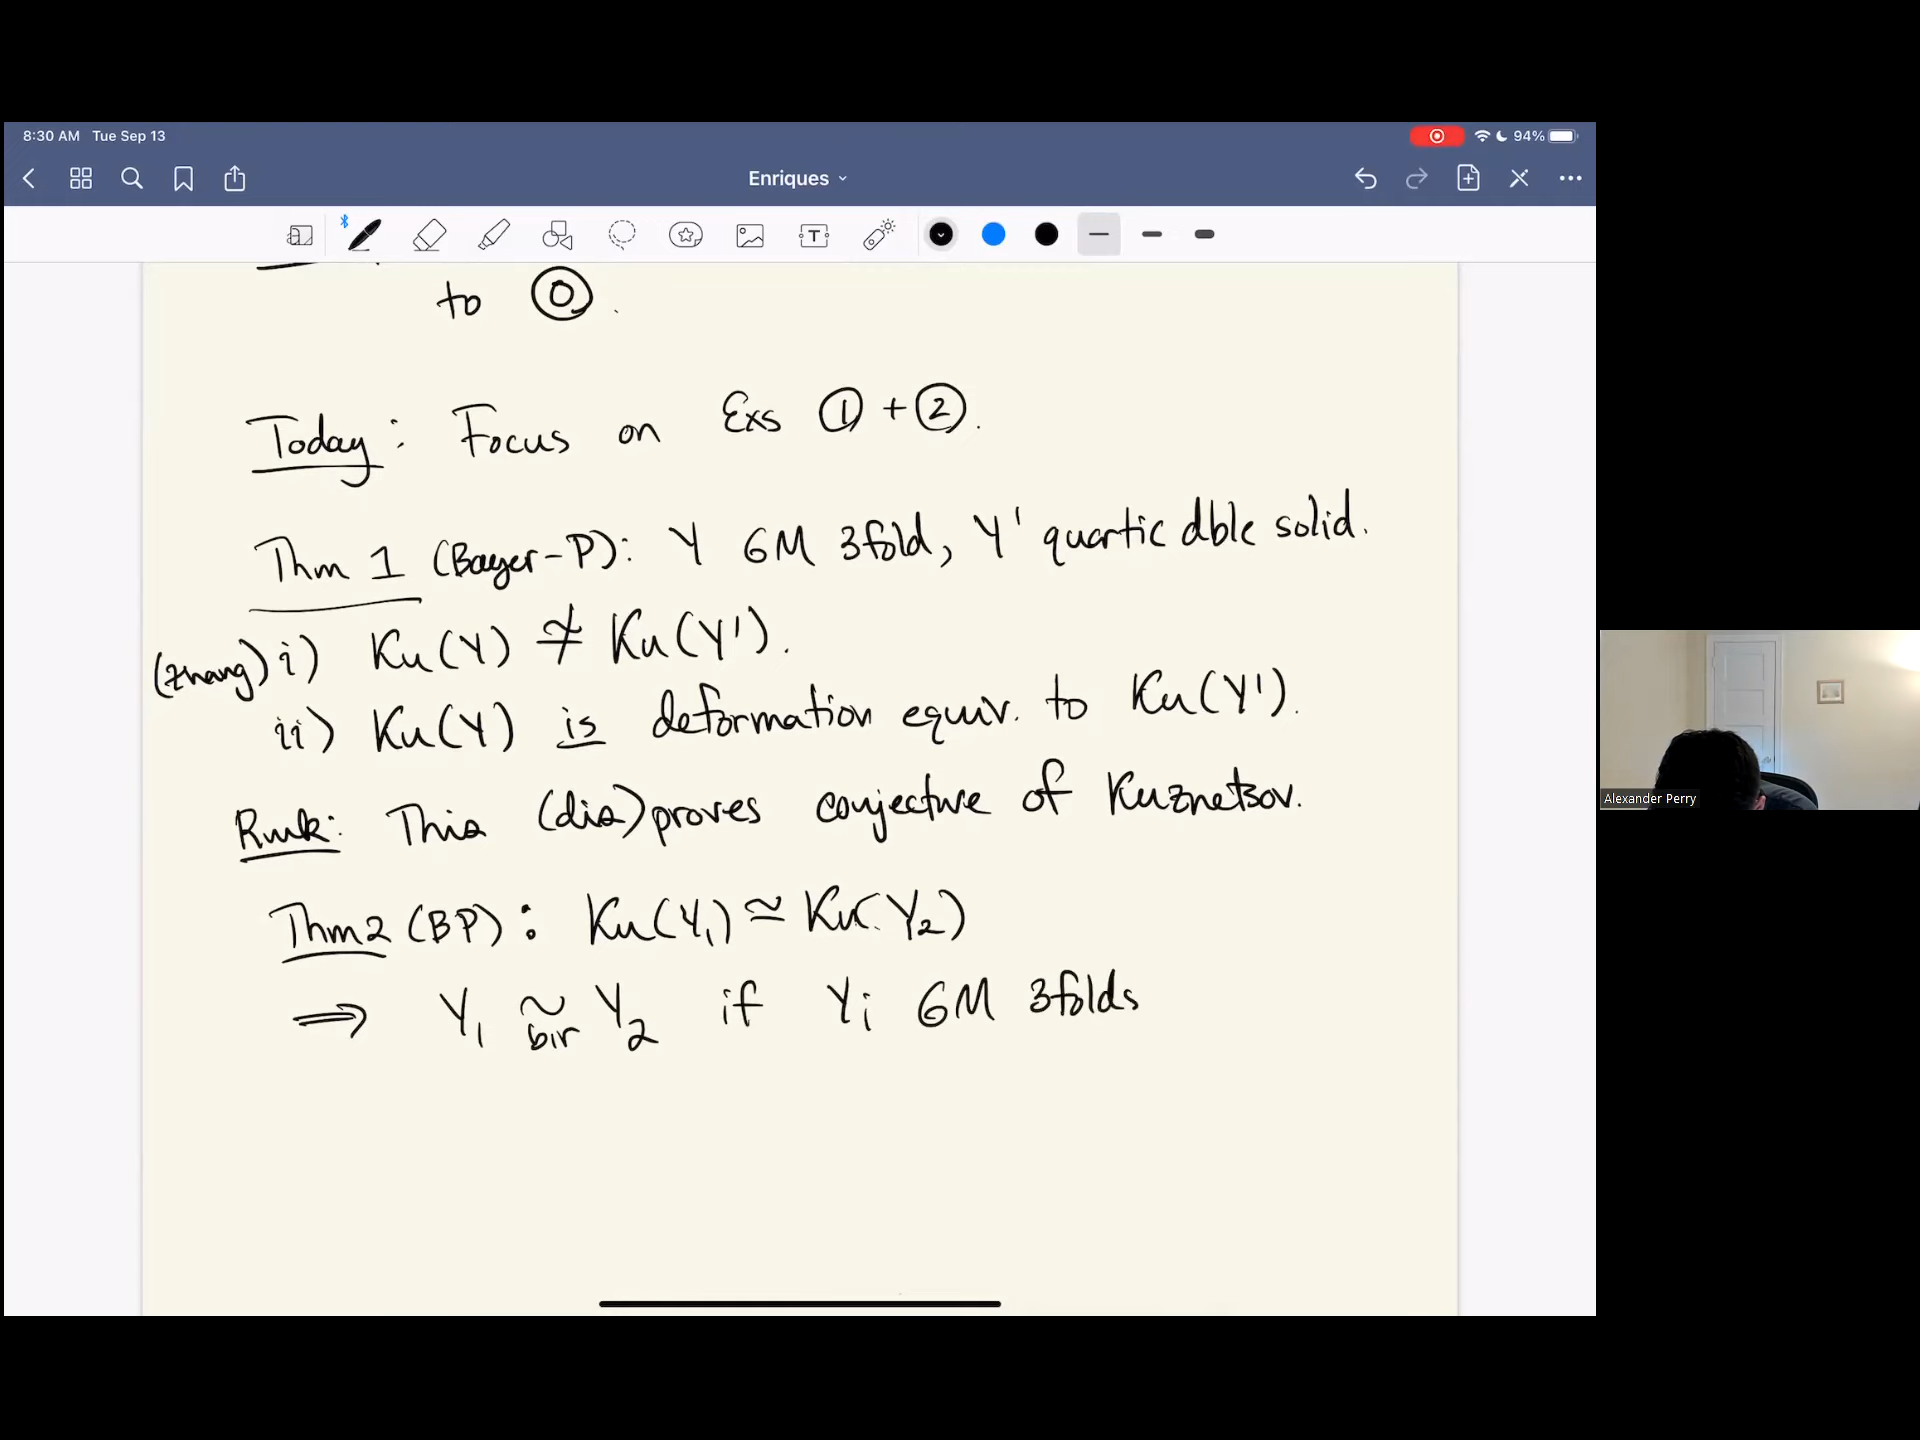 8:30 AM Tue Sep 13
94%
Enriques
to ⓪.
Today: Focus on Exs ① + ②.
Thm 1 (Bayer-P): Y GM 3fold, Y' quartic dble solid.
(Zhang) i) Ku(Y) ≄ Ku(Y').
ii) Ku(Y) is deformation equiv. to Ku(Y').
Rmk: This (dis)proves conjecture of Kuznetsov.
Thm 2 (BP): Ku(Y₁) ≃ Ku(Y₂)
⟹ Y₁ ~bir Y₂ if Yi GM 3folds
Alexander Perry